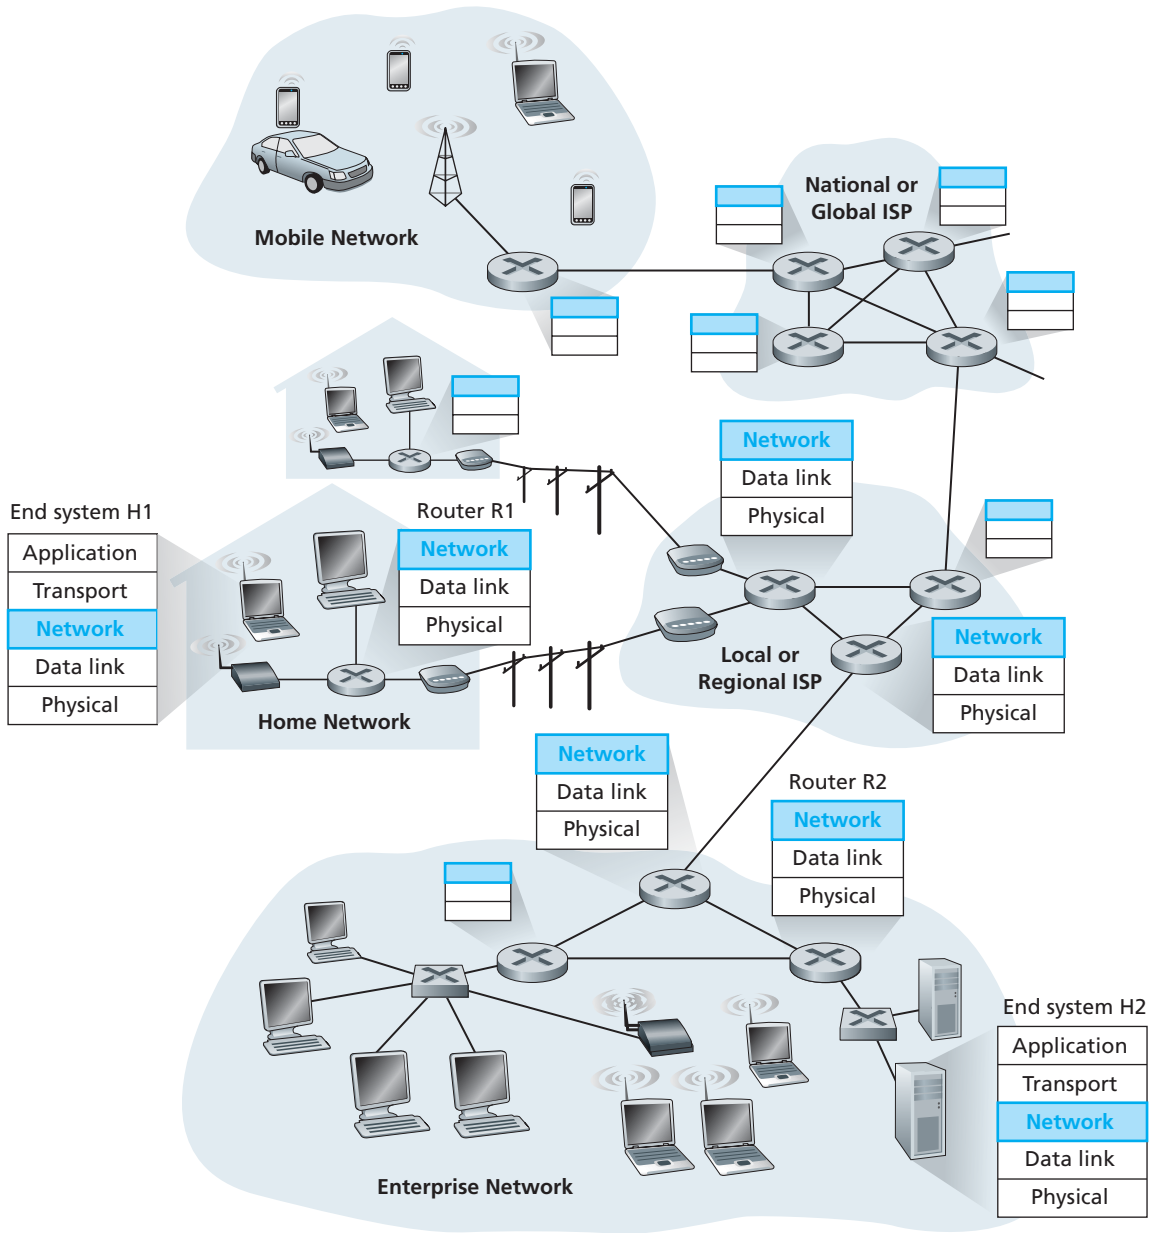 National or
Global ISP
Mobile Network
Network
Data link
Physical
End system H1
Application
Transport
Network
Data link
Physical
Router R1
Network
Data link
Physical
Home Network
Local or
Regional ISP
Network
Data link
Physical
Network
Data link
Physical
Router R2
Network
Data link
Physical
End system H2
Application
Transport
Network
Data link
Physical
Enterprise Network